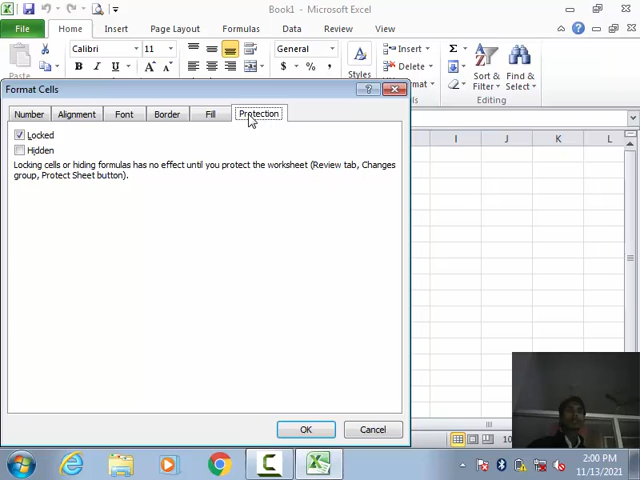 Book1 - Microsoft Excel
File Home Insert Page Layout Formulas Data Review View
Calibri 11 General Insert Σ
Paste B I U A A $ % , Styles Delete Sort & Find &
Format Filter Select
Format Cells
Number Alignment Font Border Fill Protection
Locked
Hidden
Locking cells or hiding formulas has no effect until you protect the worksheet (Review tab, Changes
group, Protect Sheet button).
I J K L
OK Cancel
10
2:00 PM
11/13/2021